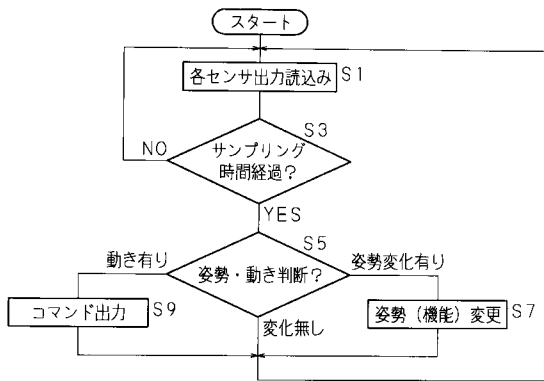 スタート
各センサ出力読込み
S1
S3
NO
サンプリング
時間経過?
YES
S5
動き有り
姿勢・動き判断?
姿勢変化有り
コマンド出力
S9
変化無し
姿勢(機能)変更
S7